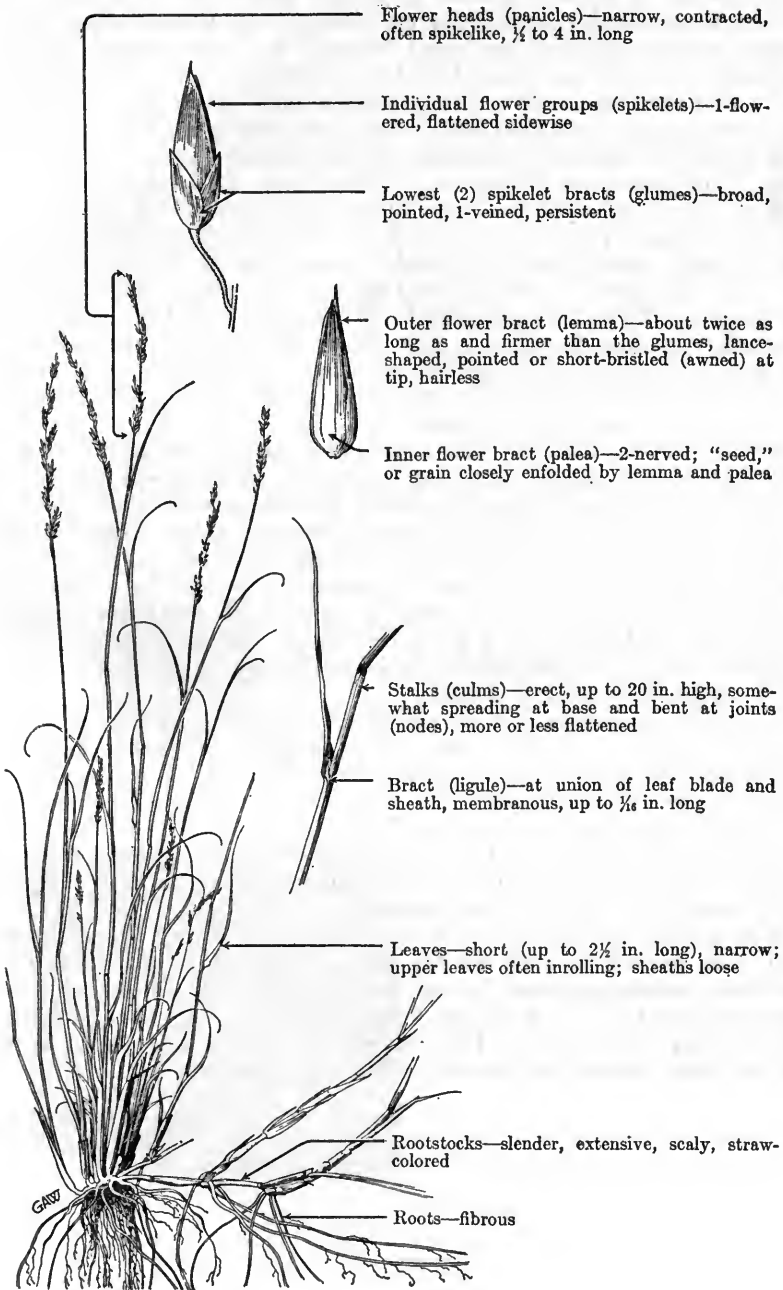 Flower heads (panicles)—narrow, contracted,
often spikelike, ½ to 4 in. long
Individual flower groups (spikelets)—1-flow-
ered, flattened sidewise
Lowest (2) spikelet bracts (glumes)—broad,
pointed, 1-veined, persistent
Outer flower bract (lemma)—about twice as
long as and firmer than the glumes, lance-
shaped, pointed or short-bristled (awned) at
tip, hairless
Inner flower bract (palea)—2-nerved; “seed,”
or grain closely enfolded by lemma and palea
Stalks (culms)—erect, up to 20 in. high, some-
what spreading at base and bent at joints
(nodes), more or less flattened
Bract (ligule)—at union of leaf blade and
sheath, membranous, up to 1/16 in. long
Leaves—short (up to 2½ in. long), narrow;
upper leaves often inrolling; sheaths loose
Rootstocks—slender, extensive, scaly, straw-
colored
GAW
Roots—fibrous